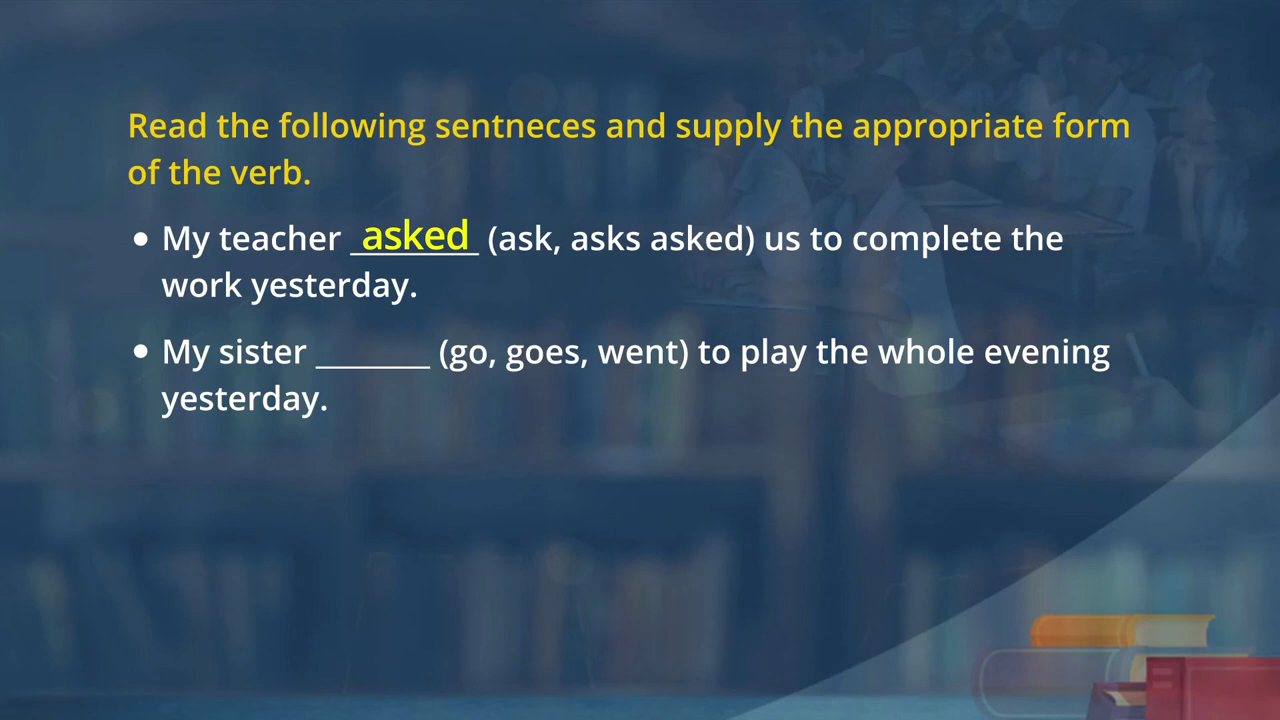 Read the following sentneces and supply the appropriate form
of the verb.
• My teacher asked (ask, asks asked) us to complete the
work yesterday.
• My sister ________ (go, goes, went) to play the whole evening
yesterday.